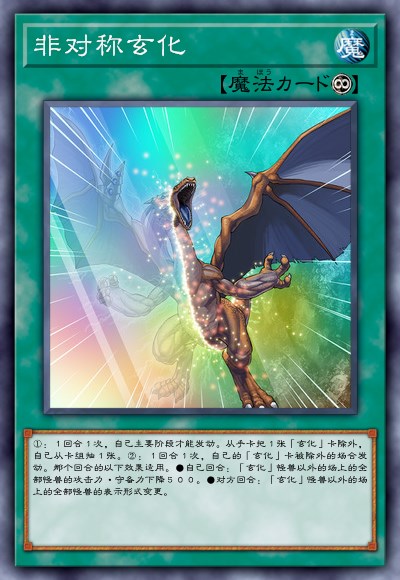 非对称玄化
魔
【魔法カード♾】
まほう
①：1回合1次，自己主要阶段才能发动。从手卡把1张「玄化」卡除外，
自己从卡组抽1张。②：1回合1次，自己的「玄化」卡被除外的场合发
动。那个回合的以下效果适用。●自己回合：「玄化」怪兽以外的场上的全
部怪兽的攻击力·守备力下降500。●对方回合：「玄化」怪兽以外的场
上的全部怪兽的表示形式变更。